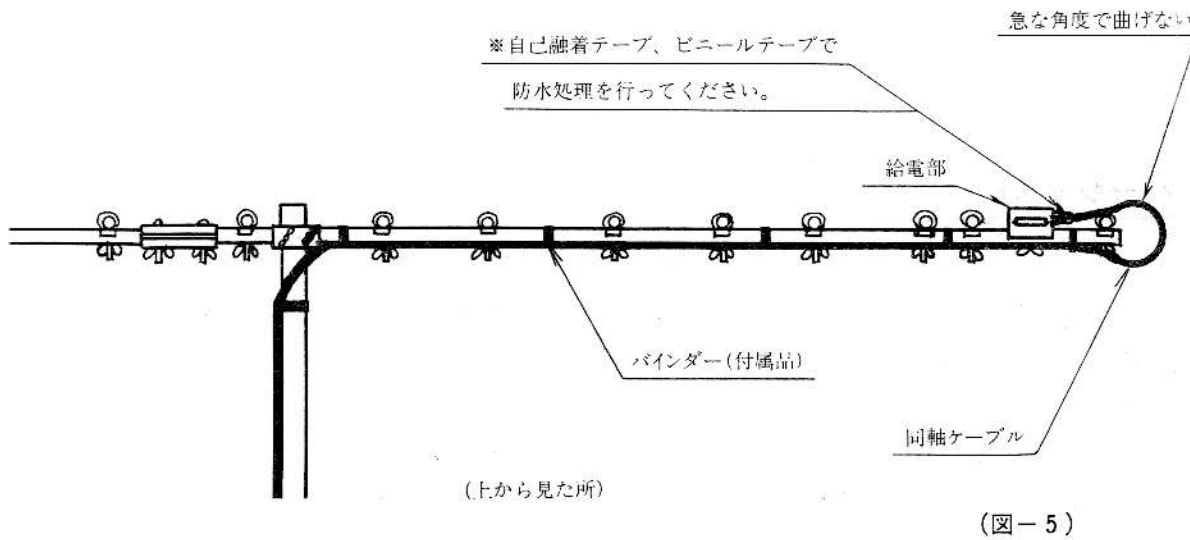 急な角度で曲げない
※自己融着テープ、ビニールテープで
防水処理を行ってください。
給電部
バインダー(付属品)
同軸ケーブル
(上から見た所)
(図－5)